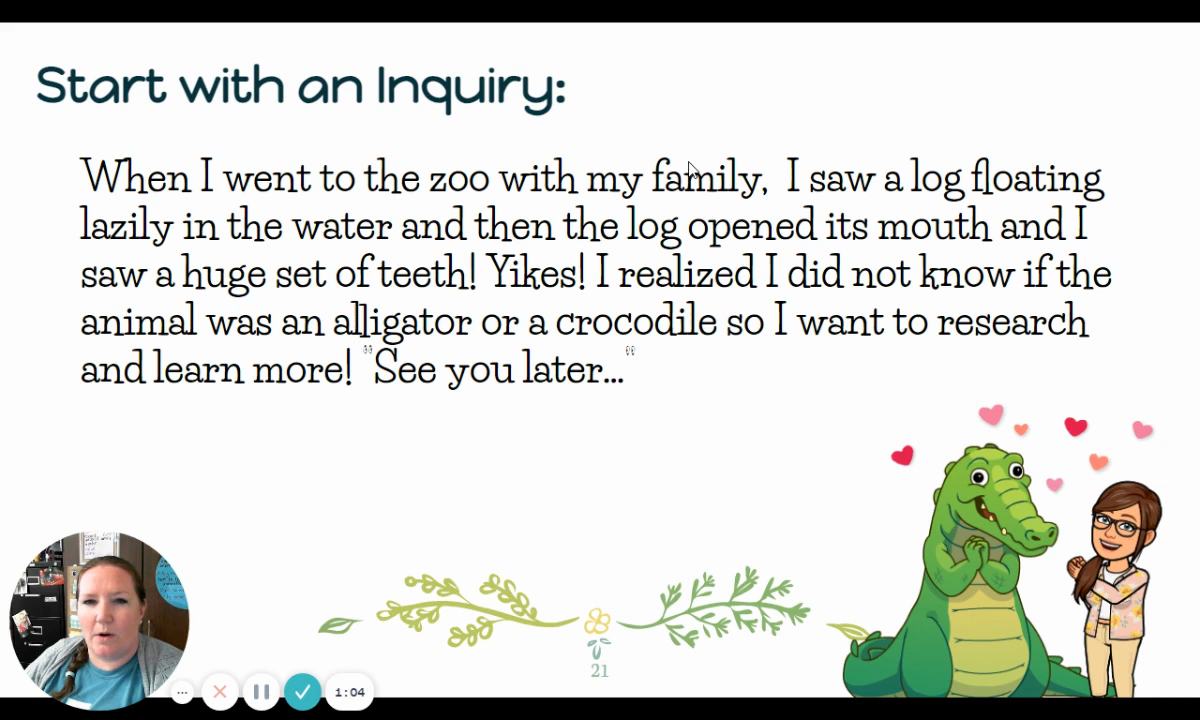 Start with an Inquiry:
When I went to the zoo with my family, I saw a log floating
lazily in the water and then the log opened its mouth and I
saw a huge set of teeth! Yikes! I realized I did not know if the
animal was an alligator or a crocodile so I want to research
and learn more! "See you later..."
21
1:04